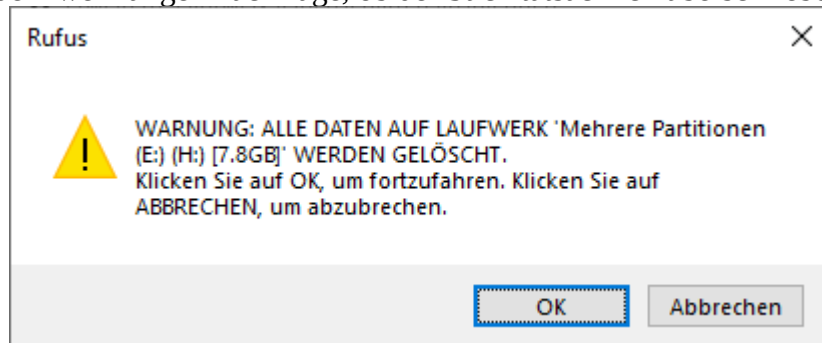 Rufus
WARNUNG: ALLE DATEN AUF LAUFWERK 'Mehrere Partitionen
(E:) (H:) [7.8GB]' WERDEN GELÖSCHT.
Klicken Sie auf OK, um fortzufahren. Klicken Sie auf
ABBRECHEN, um abzubrechen.
OK Abbrechen